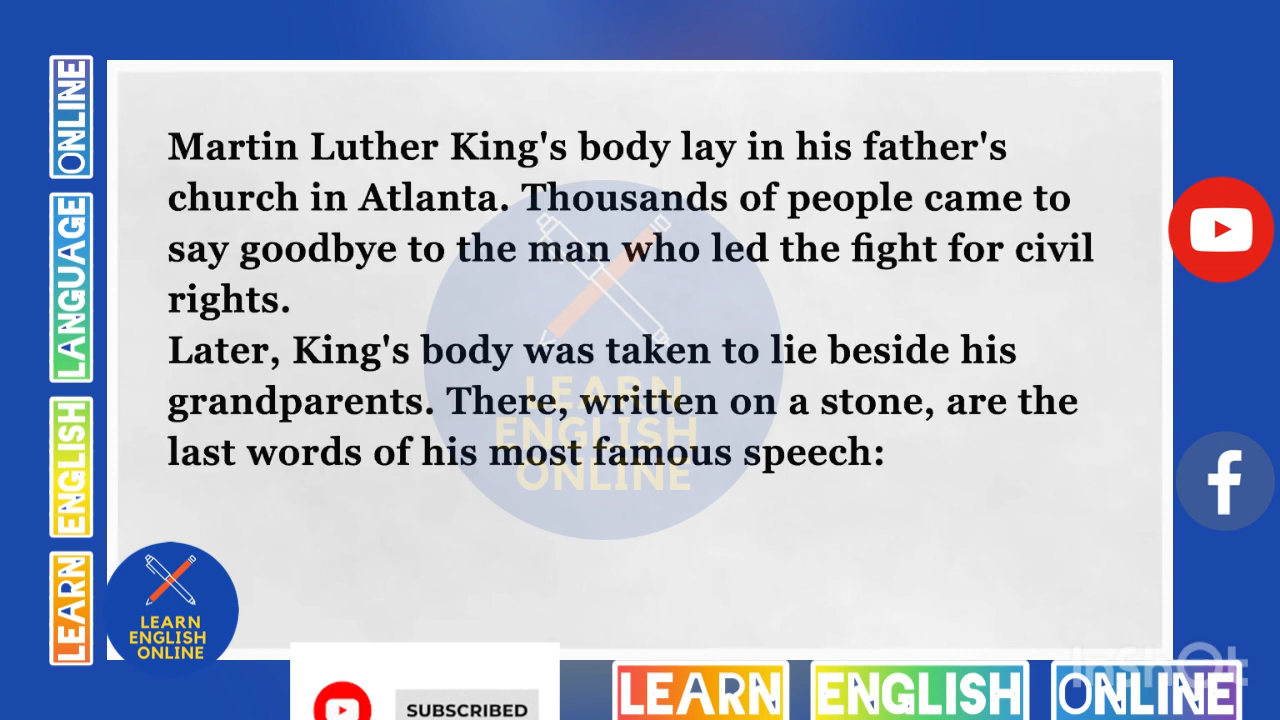 Martin Luther King's body lay in his father's
church in Atlanta. Thousands of people came to
say goodbye to the man who led the fight for civil
rights.
Later, King's body was taken to lie beside his
grandparents. There, written on a stone, are the
last words of his most famous speech:
LEARN
ENGLISH
ONLINE
LEARN ENGLISH LANGUAGE ONLINE
LEARN
ENGLISH
ONLINE
SUBSCRIBED
LEARN ENGLISH ONLINE
InShOt